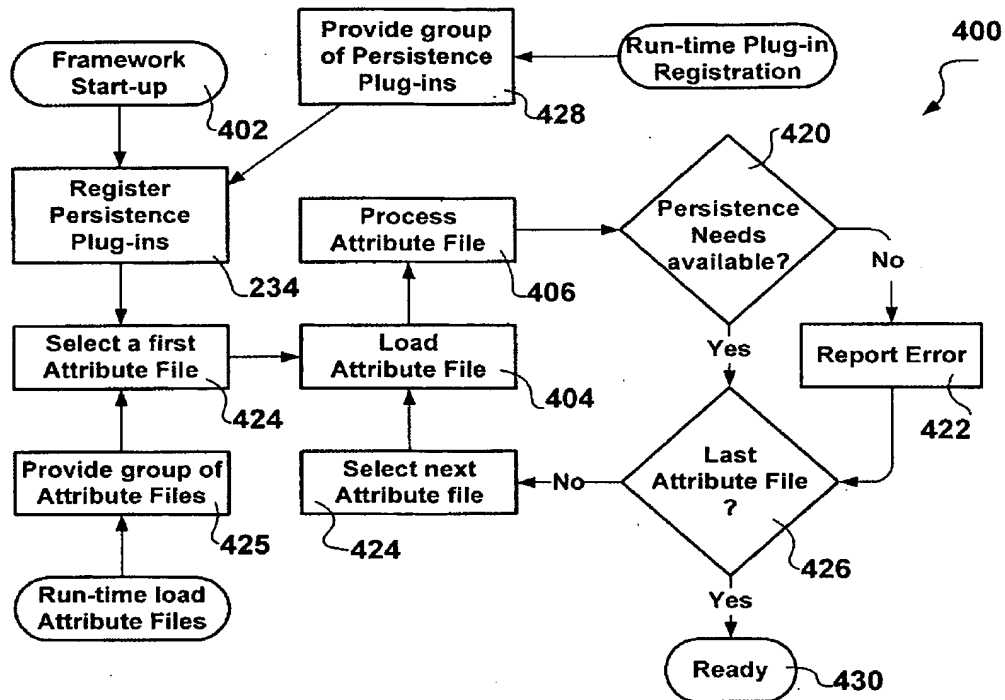 Framework
Start-up
402
Provide group
of Persistence
Plug-ins
428
Run-time Plug-in
Registration
400
Register
Persistence
Plug-ins
234
Process
Attribute File
406
Persistence
Needs
available?
420
No
Yes
Report Error
422
Select a first
Attribute File
424
Load
Attribute File
404
Provide group of
Attribute Files
425
Select next
Attribute file
424
No
Last
Attribute File
?
426
Run-time load
Attribute Files
Yes
Ready
430